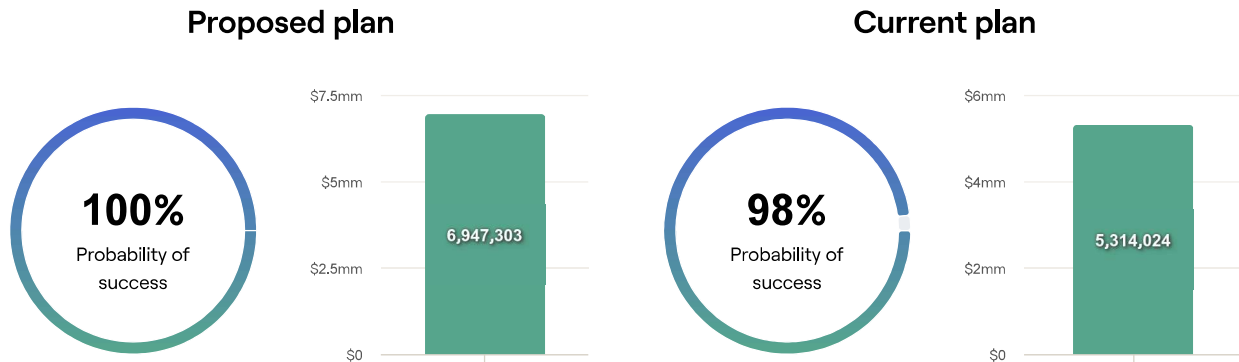 Proposed plan
100%
Probability of
success
$7.5mm
$5mm
$2.5mm
$0
6,947,303
Current plan
98%
Probability of
success
$6mm
$4mm
$2mm
$0
5,314,024